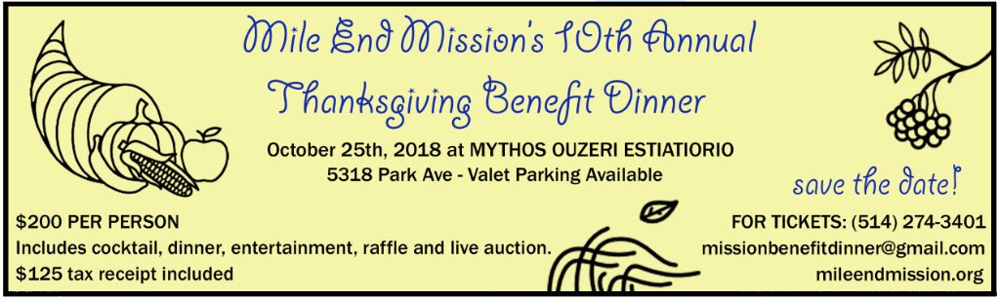 Mile End Mission's 10th Annual
Thanksgiving Benefit Dinner
October 25th, 2018 at MYTHOS OUZERI ESTIATIORIO
5318 Park Ave - Valet Parking Available
save the date!
$200 PER PERSON
Includes cocktail, dinner, entertainment, raffle and live auction.
$125 tax receipt included
FOR TICKETS: (514) 274-3401
missionbenefitdinner@gmail.com
mileendmission.org